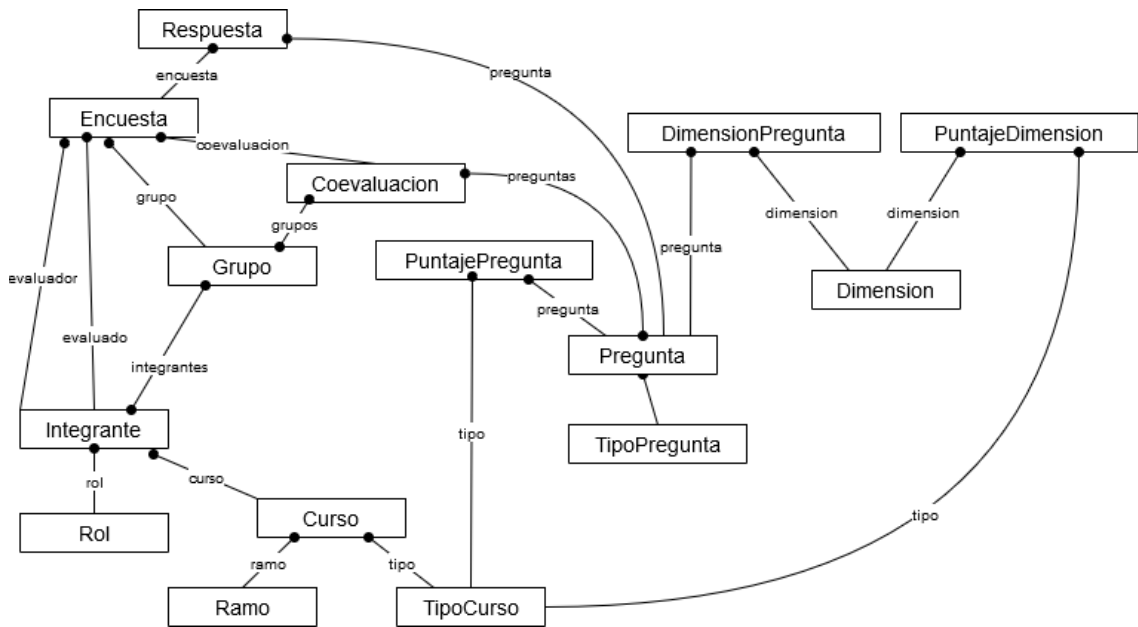 Respuesta
encuesta
pregunta
Encuesta
coevaluacion
DimensionPregunta
PuntajeDimension
Coevaluacion
preguntas
grupo
grupos
dimension
dimension
pregunta
Grupo
PuntajePregunta
evaluador
Dimension
pregunta
evaluado
Pregunta
integrantes
Integrante
tipo
TipoPregunta
rol
curso
Rol
Curso
tipo
ramo
tipo
Ramo
TipoCurso